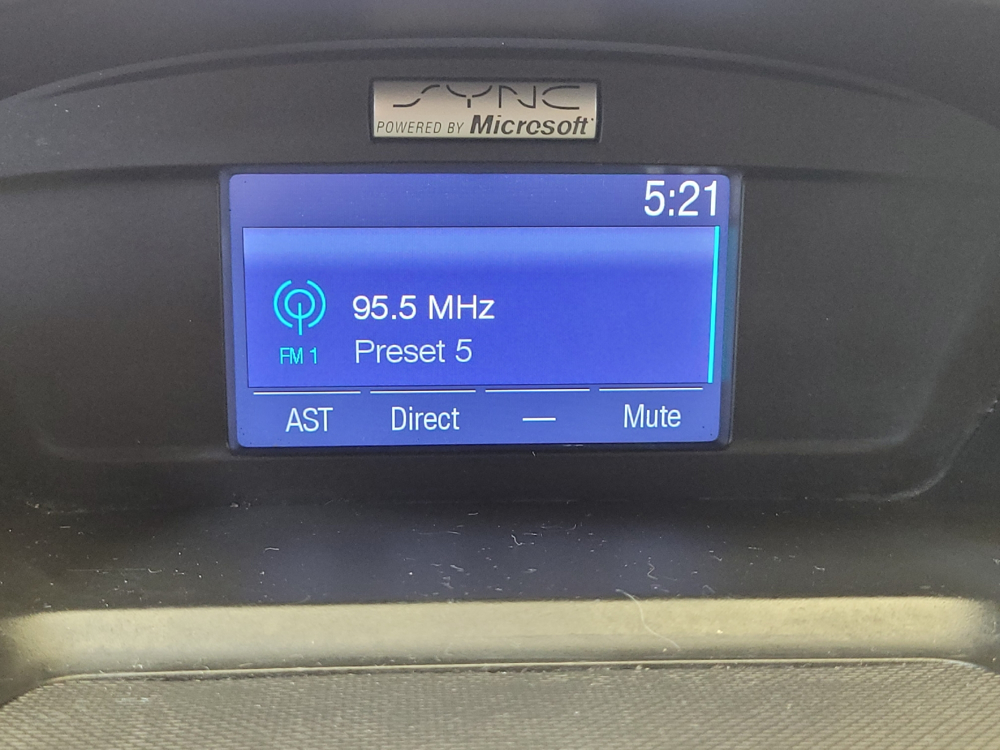 SYNC
POWERED BY Microsoft
5:21
95.5 MHz
FM 1
Preset 5
AST
Direct
—
Mute